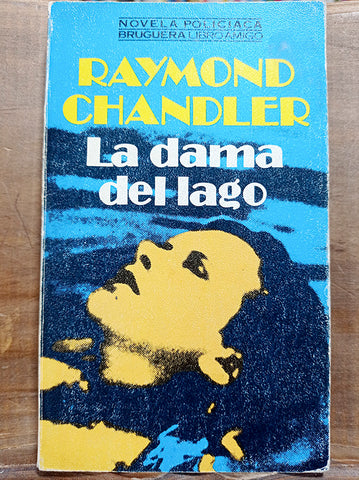 NOVELA POLICIACA
BRUGUERA LIBRO AMIGO
RAYMOND
CHANDLER
La dama
del lago